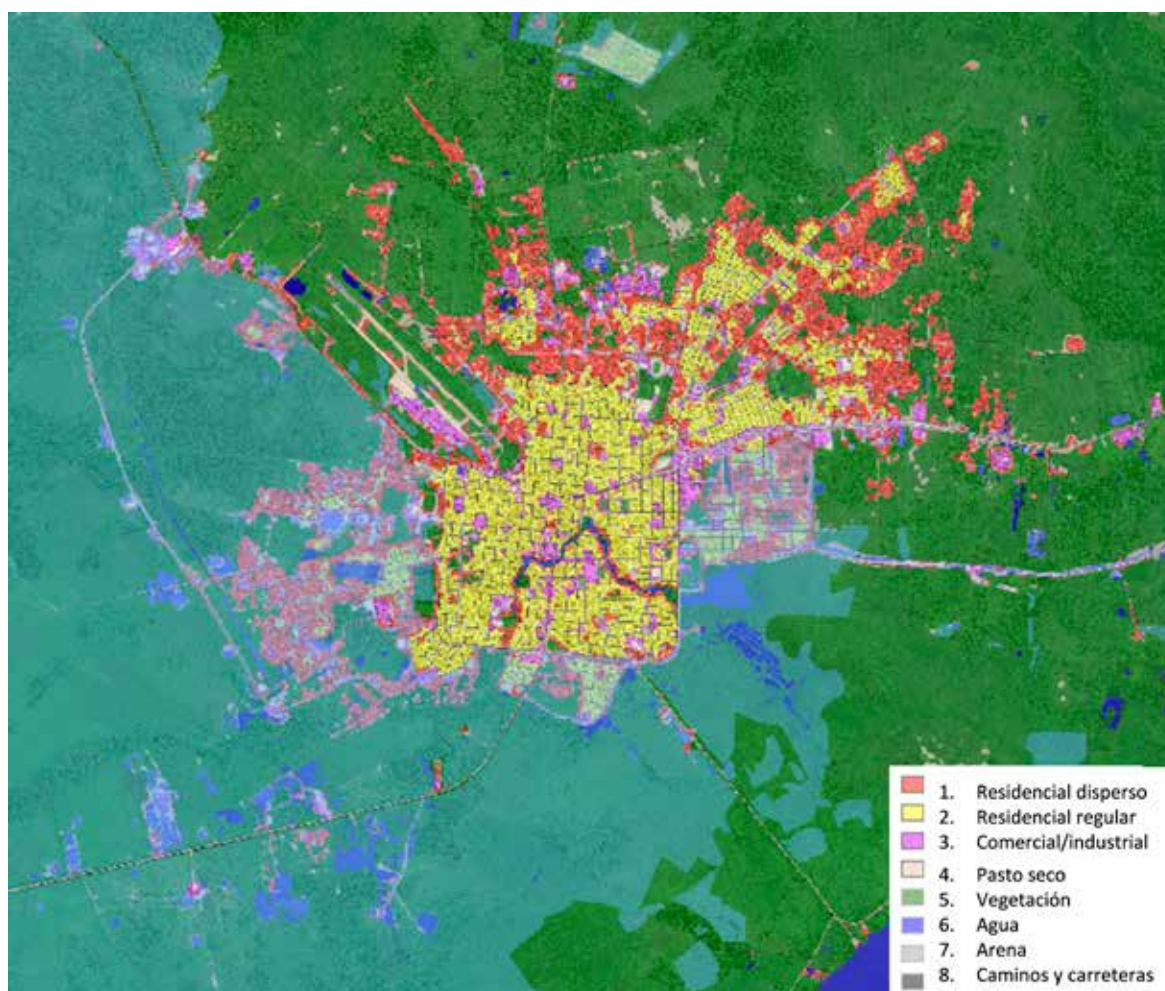 1. Residencial disperso
2. Residencial regular
3. Comercial/industrial
4. Pasto seco
5. Vegetación
6. Agua
7. Arena
8. Caminos y carreteras